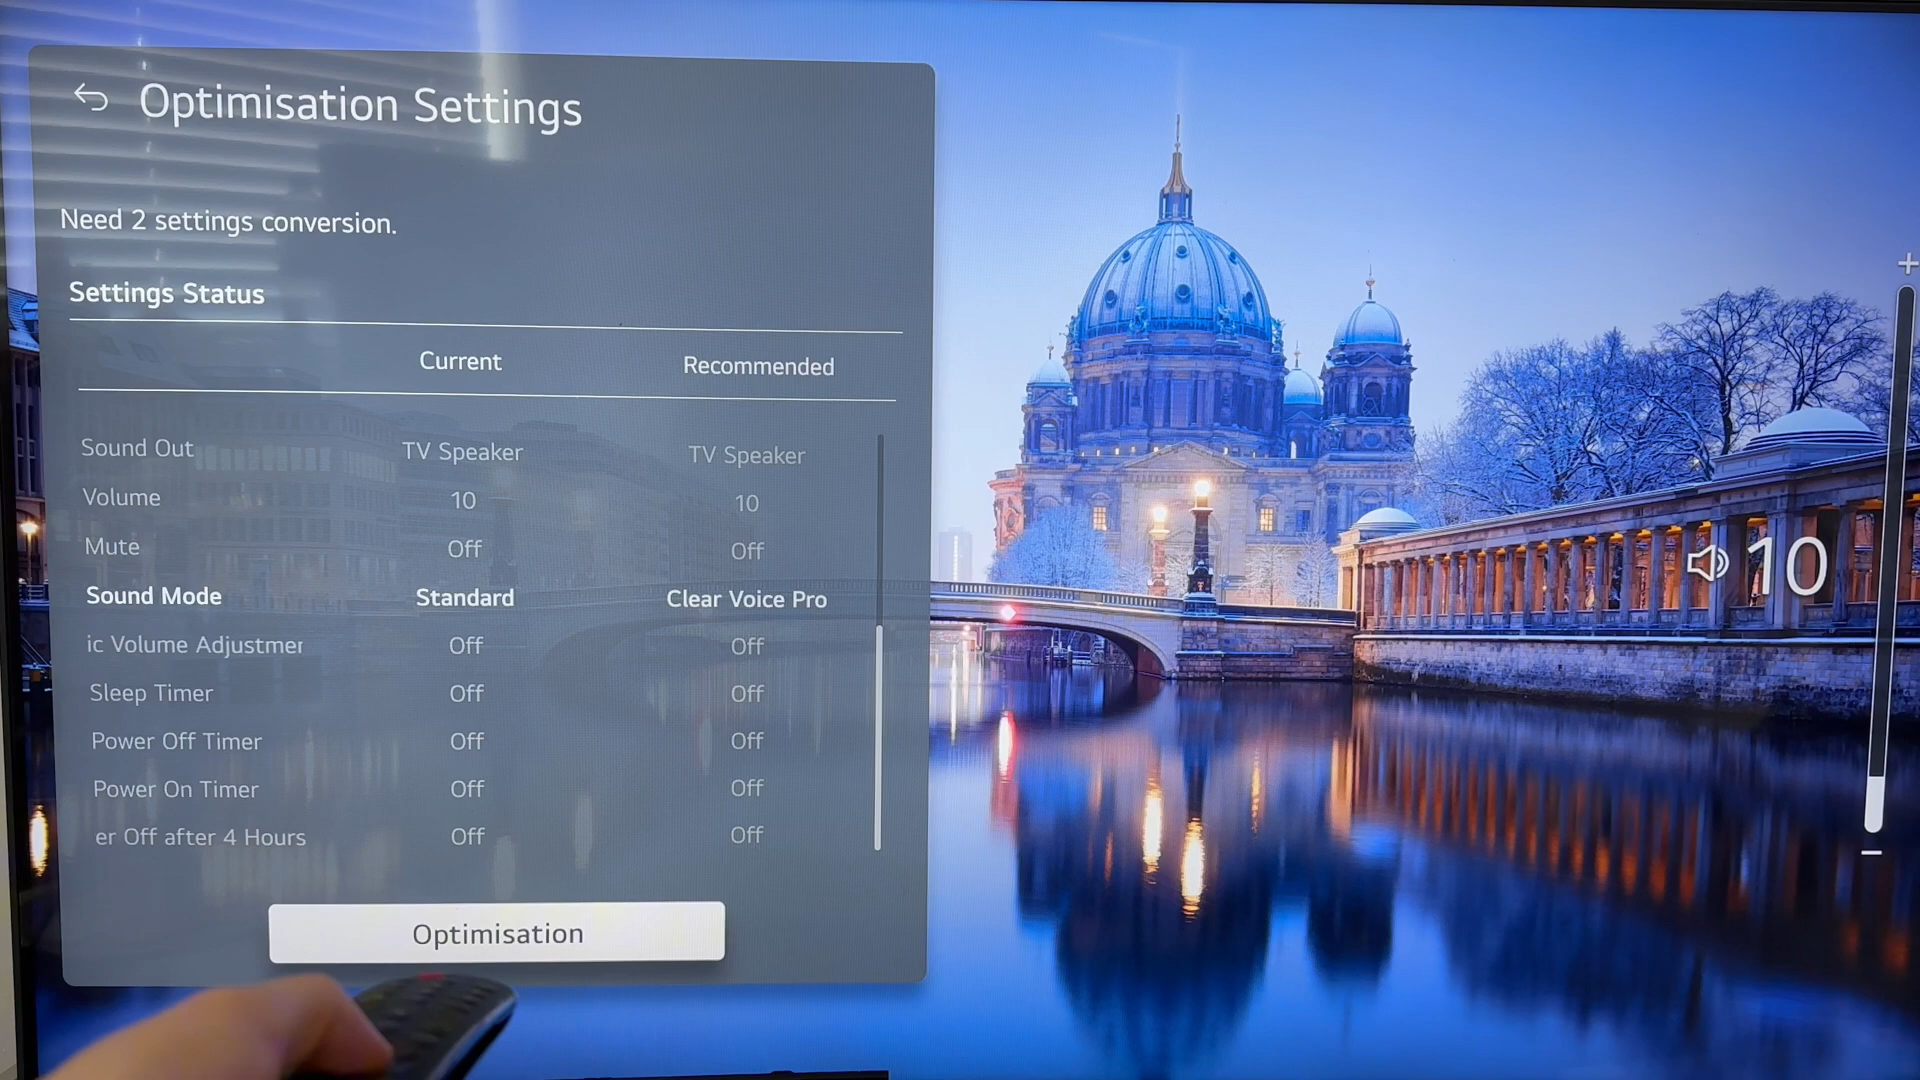 Optimisation Settings
Need 2 settings conversion.
Settings Status
Current Recommended
Sound Out TV Speaker TV Speaker
Volume 10 10
Mute Off Off
Sound Mode Standard Clear Voice Pro
ic Volume Adjustmer Off Off
Sleep Timer Off Off
Power Off Timer Off Off
Power On Timer Off Off
er Off after 4 Hours Off Off
Optimisation
+
10
−